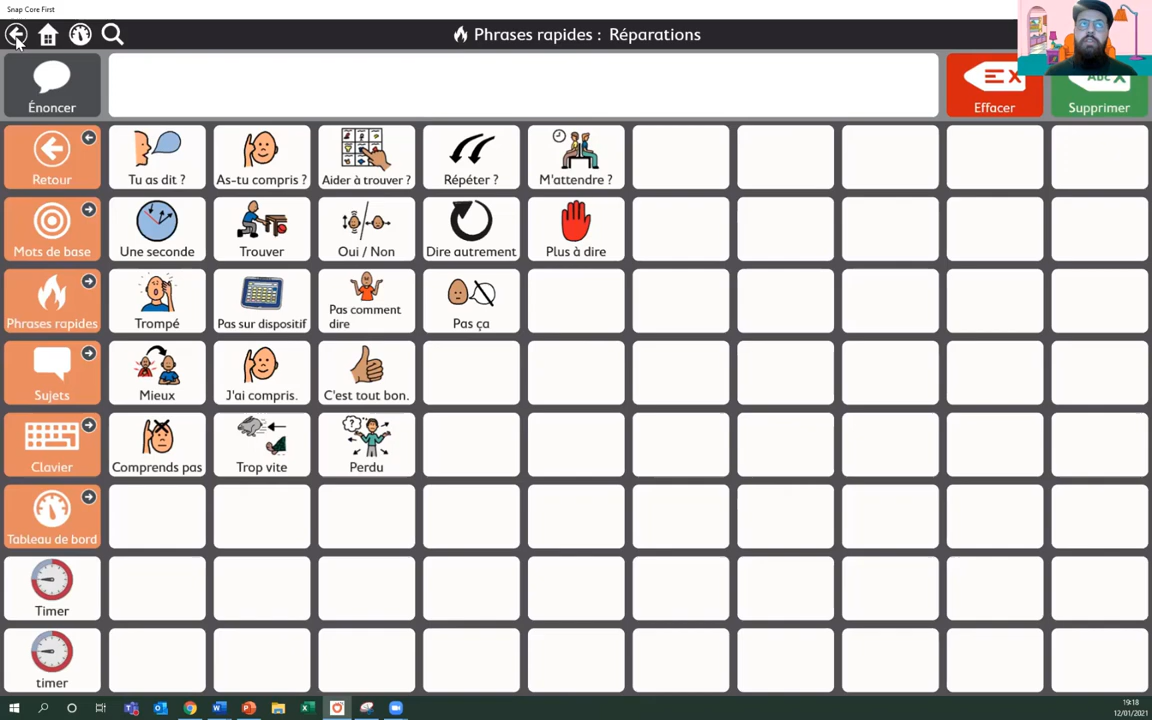 Snap Core First
Phrases rapides : Réparations
Énoncer
Effacer
ABC
Supprimer
Retour
Tu as dit ?
As-tu compris ?
Aider à trouver ?
Répéter ?
M'attendre ?
Mots de base
Une seconde
Trouver
Oui / Non
Dire autrement
Plus à dire
Phrases rapides
Trompé
Pas sur dispositif
Pas comment
dire
Pas ça
Sujets
Mieux
J'ai compris.
C'est tout bon.
Clavier
Comprends pas
Trop vite
Perdu
Tableau de bord
Timer
timer
19:18
12/01/2021